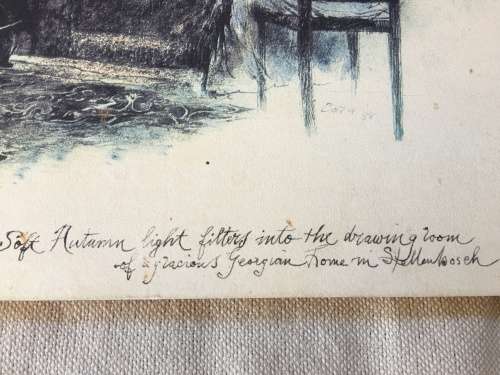 Soft Autumn light filters into the drawing room
of a gracious Georgian home in Stellenbosch